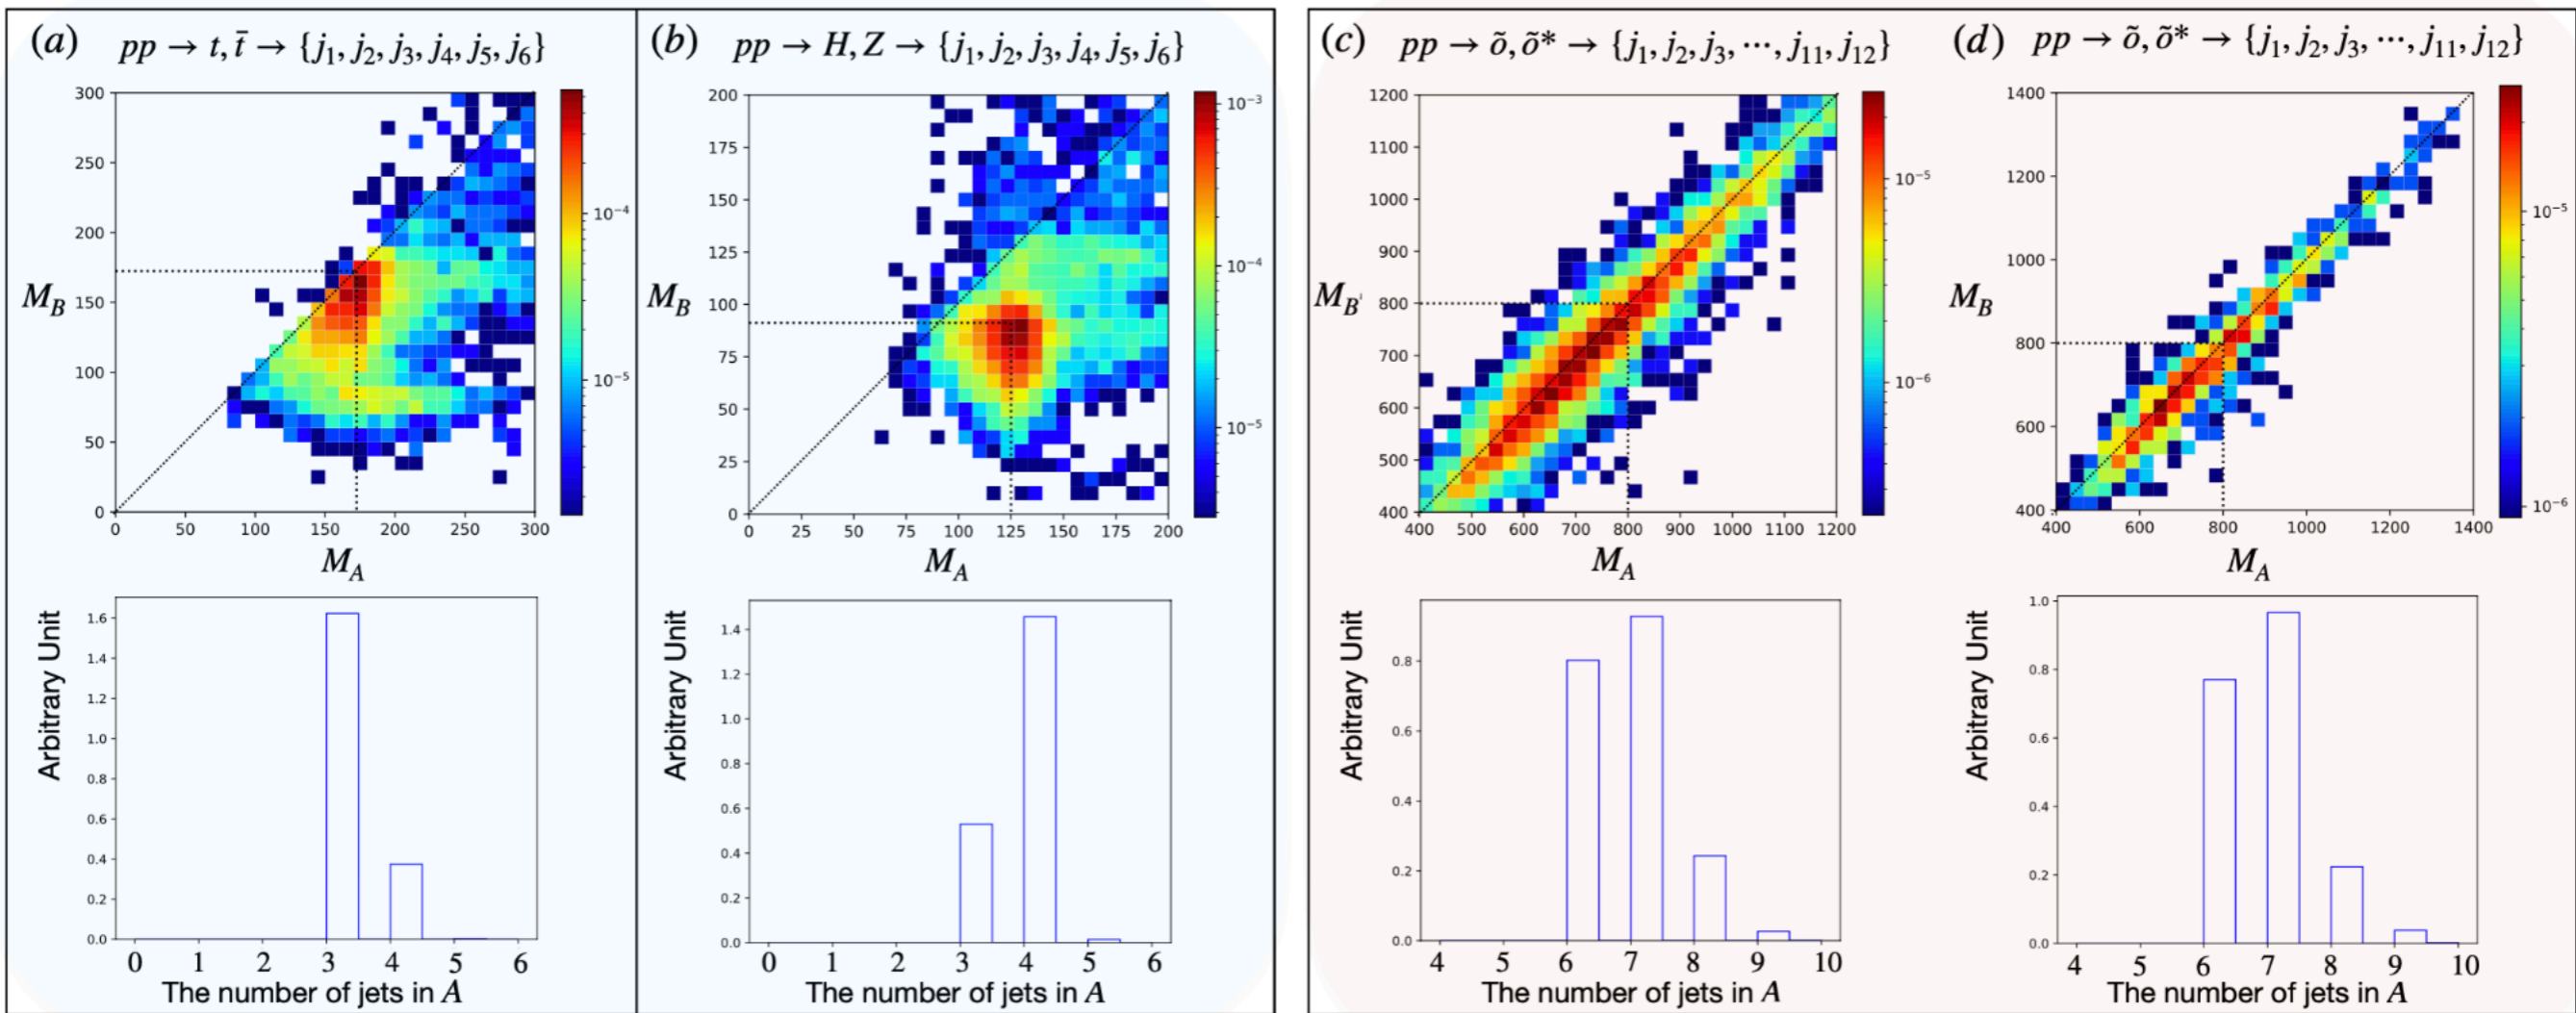 (a) pp → t, t̄ → {j₁, j₂, j₃, j₄, j₅, j₆}
300
250
200
150
100
50
0
M_B
0 50 100 150 200 250 300
M_A
10⁻⁴
10⁻⁵
Arbitrary Unit
1.6
1.4
1.2
1.0
0.8
0.6
0.4
0.2
0.0
0 1 2 3 4 5 6
The number of jets in A
(b) pp → H, Z → {j₁, j₂, j₃, j₄, j₅, j₆}
200
175
150
125
100
75
50
25
0
M_B
0 25 50 75 100 125 150 175 200
M_A
10⁻³
10⁻⁴
10⁻⁵
Arbitrary Unit
1.4
1.2
1.0
0.8
0.6
0.4
0.2
0.0
0 1 2 3 4 5 6
The number of jets in A
(c) pp → õ, õ* → {j₁, j₂, j₃, ⋯, j₁₁, j₁₂}
1200
1100
1000
900
800
700
600
500
400
M_B
400 500 600 700 800 900 1000 1100 1200
M_A
10⁻⁵
10⁻⁶
Arbitrary Unit
0.8
0.6
0.4
0.2
0.0
4 5 6 7 8 9 10
The number of jets in A
(d) pp → õ, õ* → {j₁, j₂, j₃, ⋯, j₁₁, j₁₂}
1400
1200
1000
800
600
400
M_B
400 600 800 1000 1200 1400
M_A
10⁻⁵
10⁻⁶
Arbitrary Unit
1.0
0.8
0.6
0.4
0.2
0.0
4 5 6 7 8 9 10
The number of jets in A